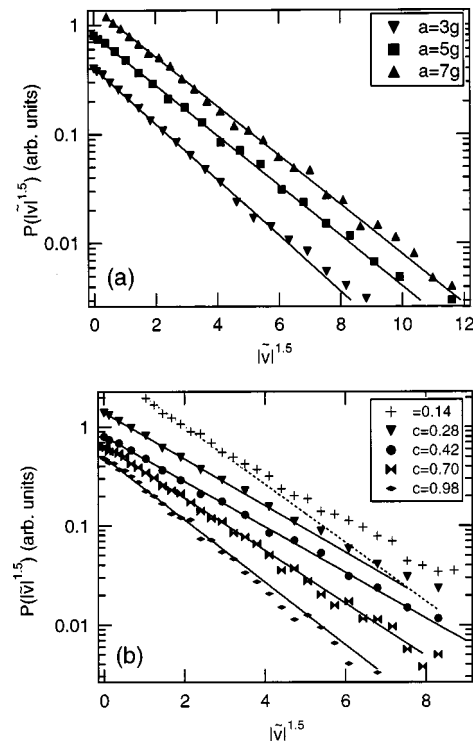 a=3g
a=5g
a=7g
1
0.1
0.01
P(|ṽ|^1.5) (arb. units)
(a)
0 2 4 6 8 10 12
|ṽ|^1.5
=0.14
c=0.28
c=0.42
c=0.70
c=0.98
1
0.1
0.01
P(|ṽ|^1.5) (arb. units)
(b)
0 2 4 6 8
|ṽ|^1.5